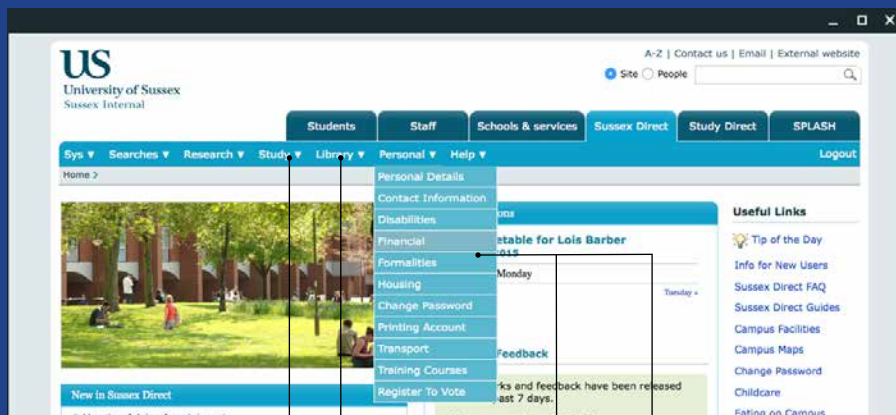 A-Z | Contact us | Email | External website
US
University of Sussex
Sussex Internal
Site People
Students Staff Schools & services Sussex Direct Study Direct SPLASH
Sys Searches Research Study Library Personal Help Logout
Home >
Personal Details
Contact Information
Disabilities
Financial
Formalities
Housing
Change Password
Printing Account
Transport
Training Courses
Register To Vote
ons
etable for Lois Barber
2015
Monday
Tuesday »
Feedback
rks and feedback have been released
past 7 days.
New in Sussex Direct
Useful Links
Tip of the Day
Info for New Users
Sussex Direct FAQ
Sussex Direct Guides
Campus Facilities
Campus Maps
Change Password
Childcare
Eating on Campus